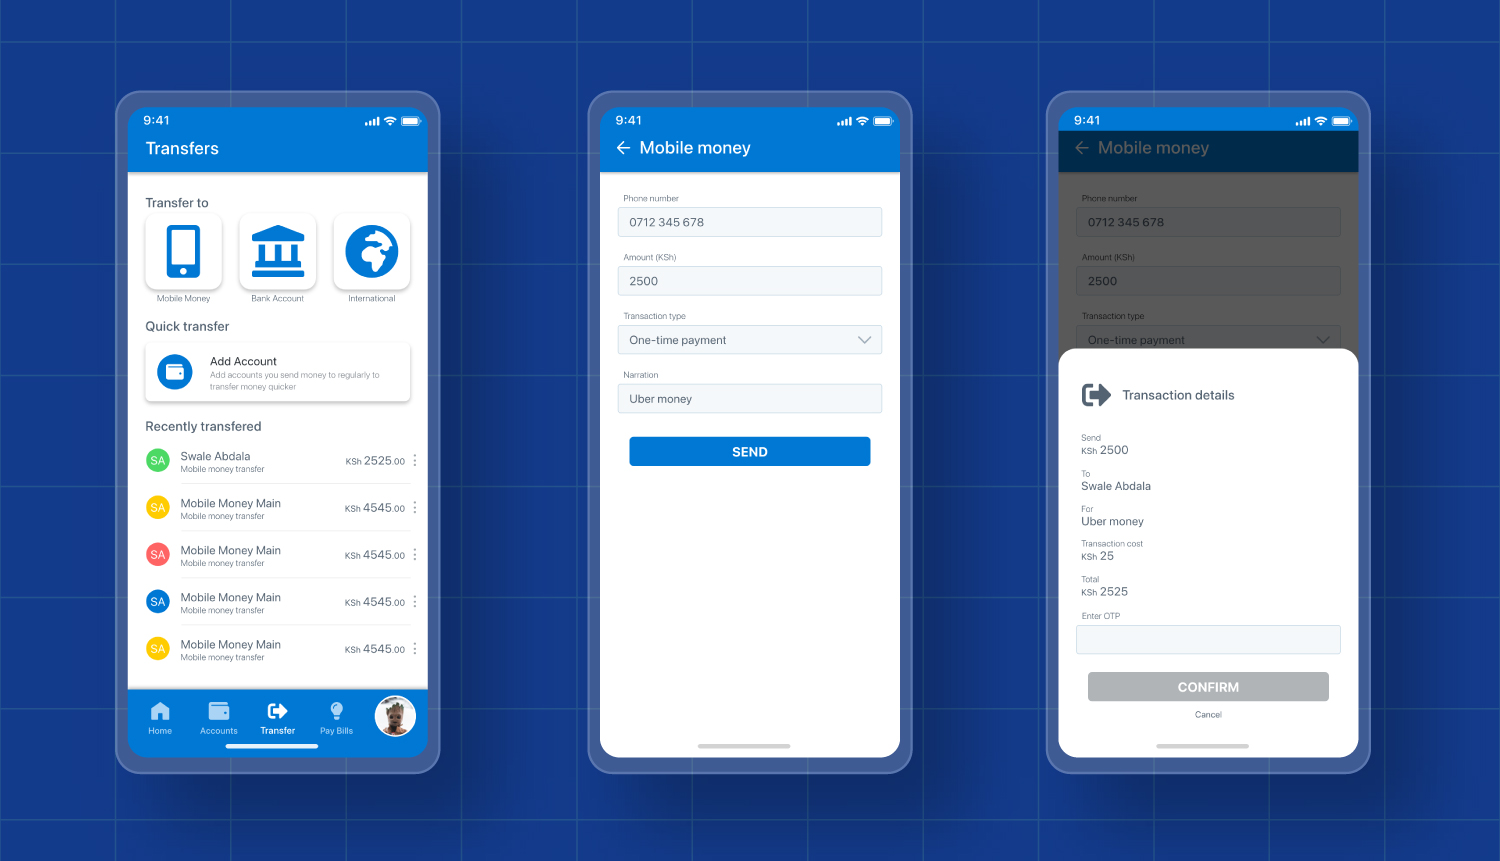 9:41
Transfers
Transfer to
Mobile Money
Bank Account
International
Quick transfer
Add Account
Add accounts you send money to regularly to
transfer money quicker
Recently transfered
SA
Swale Abdala
Mobile money transfer
KSh 2525.00
SA
Mobile Money Main
Mobile money transfer
KSh 4545.00
SA
Mobile Money Main
Mobile money transfer
KSh 4545.00
SA
Mobile Money Main
Mobile money transfer
KSh 4545.00
SA
Mobile Money Main
Mobile money transfer
KSh 4545.00
Home
Accounts
Transfer
Pay Bills
9:41
Mobile money
Phone number
0712 345 678
Amount (KSh)
2500
Transaction type
One-time payment
Narration
Uber money
SEND
9:41
Mobile money
Phone number
0712 345 678
Amount (KSh)
2500
Transaction type
One-time payment
Transaction details
Send
KSh 2500
To
Swale Abdala
For
Uber money
Transaction cost
KSh 25
Total
KSh 2525
Enter OTP
CONFIRM
Cancel